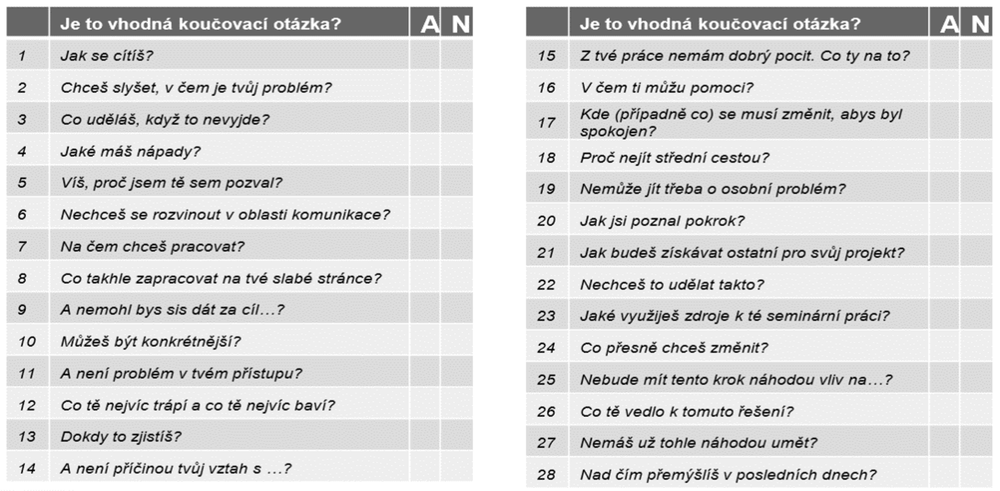 Je to vhodná koučovací otázka? A N
1 Jak se cítíš?
2 Chceš slyšet, v čem je tvůj problém?
3 Co uděláš, když to nevyjde?
4 Jaké máš nápady?
5 Víš, proč jsem tě sem pozval?
6 Nechceš se rozvinout v oblasti komunikace?
7 Na čem chceš pracovat?
8 Co takhle zapracovat na tvé slabé stránce?
9 A nemohl bys sis dát za cíl…?
10 Můžeš být konkrétnější?
11 A není problém v tvém přístupu?
12 Co tě nejvíc trápí a co tě nejvíc baví?
13 Dokdy to zjistíš?
14 A není příčinou tvůj vztah s …?
Je to vhodná koučovací otázka? A N
15 Z tvé práce nemám dobrý pocit. Co ty na to?
16 V čem ti můžu pomoci?
17 Kde (případně co) se musí změnit, abys byl
spokojen?
18 Proč nejít střední cestou?
19 Nemůže jít třeba o osobní problém?
20 Jak jsi poznal pokrok?
21 Jak budeš získávat ostatní pro svůj projekt?
22 Nechceš to udělat takto?
23 Jaké využiješ zdroje k té seminární práci?
24 Co přesně chceš změnit?
25 Nebude mít tento krok náhodou vliv na…?
26 Co tě vedlo k tomuto řešení?
27 Nemáš už tohle náhodou umět?
28 Nad čím přemýšlíš v posledních dnech?